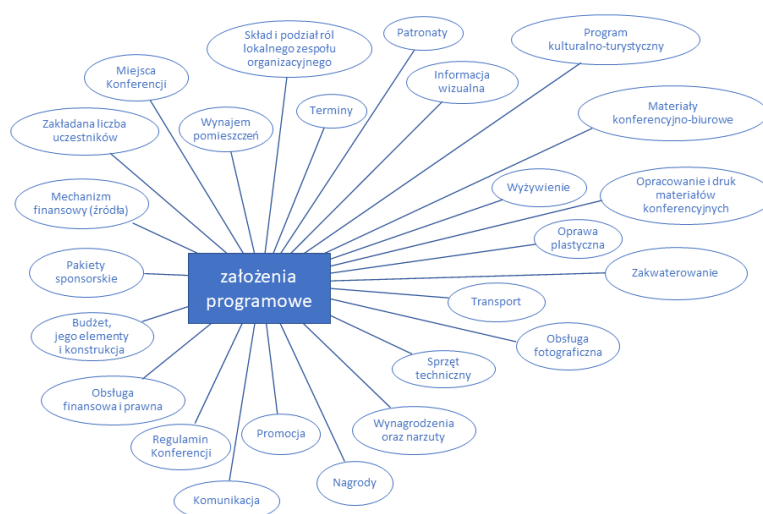 Skład i podział ról
lokalnego zespołu
organizacyjnego
Patronaty
Program
kulturalno-turystyczny
Miejsca
Konferencji
Informacja
wizualna
Materiały
konferencyjno-biurowe
Zakładana liczba
uczestników
Wynajem
pomieszczeń
Terminy
Mechanizm
finansowy (źródła)
Wyżywienie
Opracowanie i druk
materiałów
konferencyjnych
Oprawa
plastyczna
Pakiety
sponsorskie
założenia
programowe
Zakwaterowanie
Transport
Budżet,
jego elementy
i konstrukcja
Obsługa
fotograficzna
Sprzęt
techniczny
Obsługa
finansowa i prawna
Regulamin
Konferencji
Promocja
Wynagrodzenia
oraz narzuty
Nagrody
Komunikacja